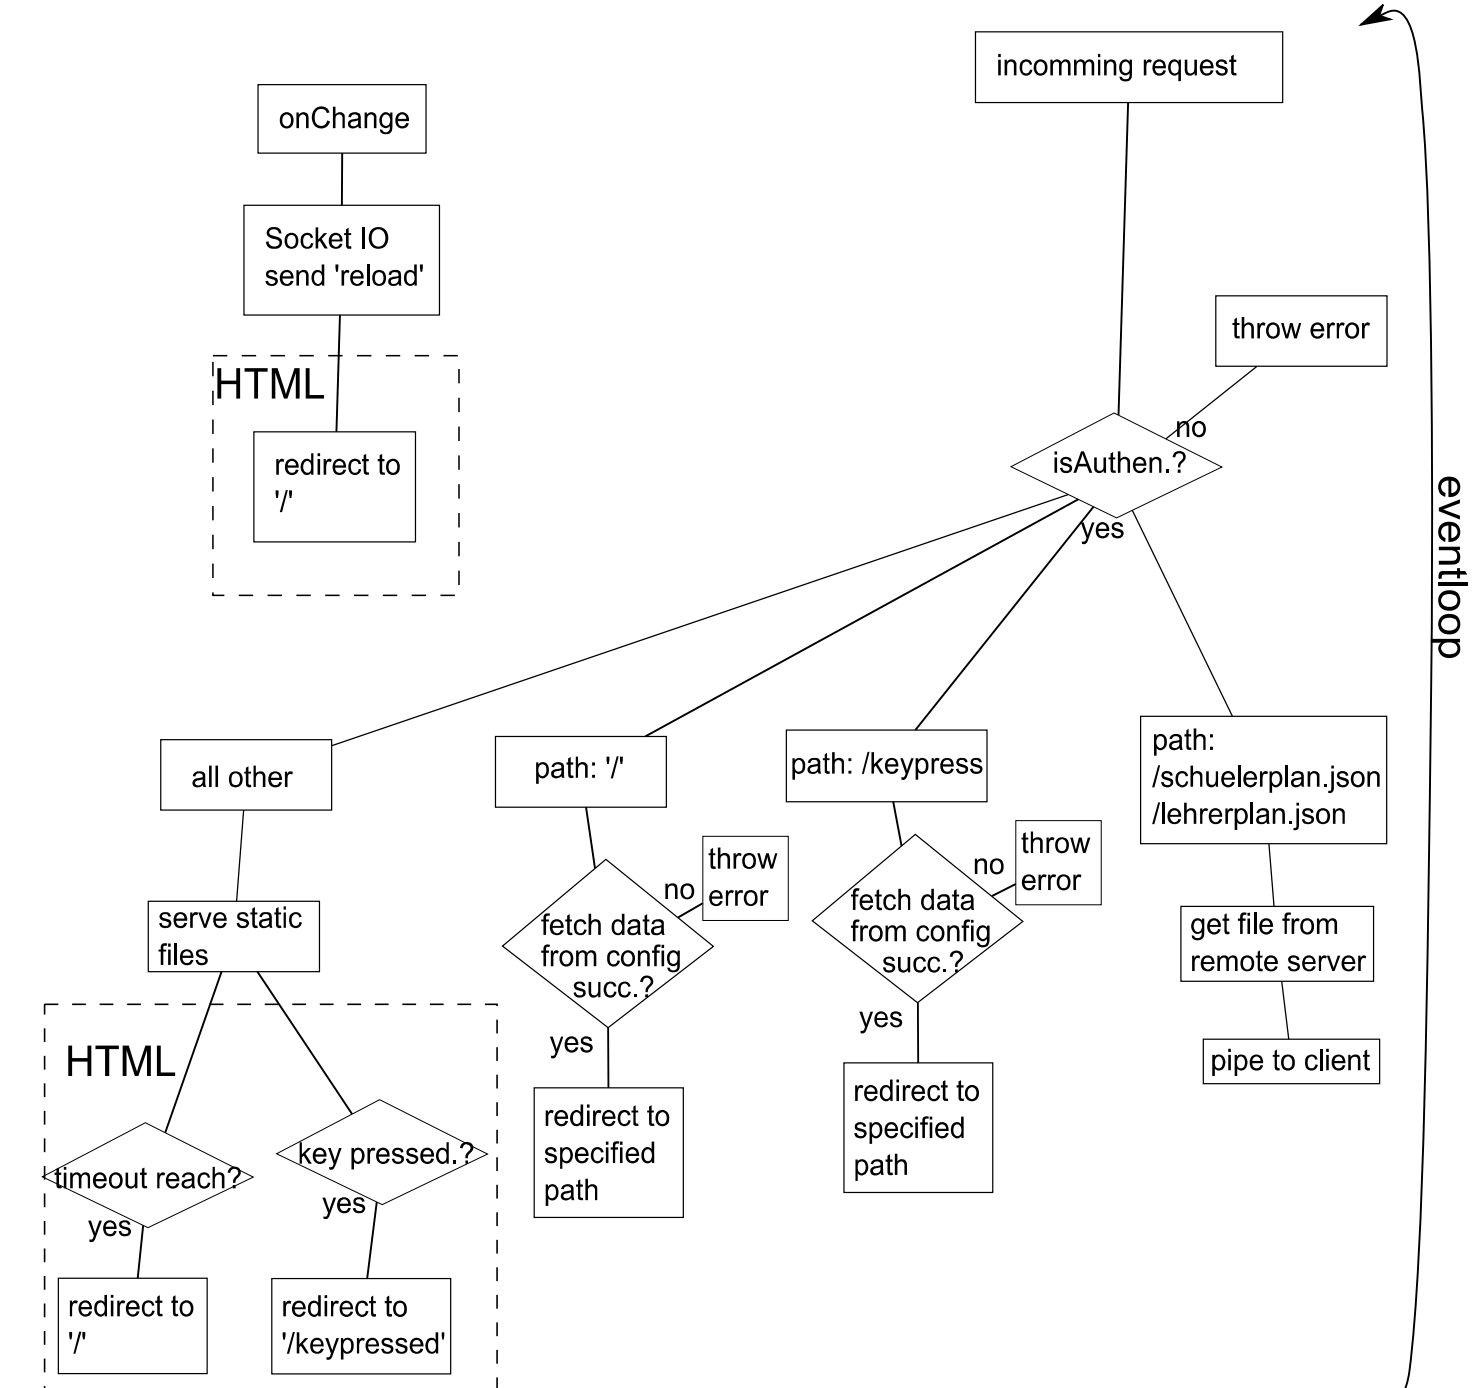 incomming request
onChange
Socket IO
send 'reload'
HTML
redirect to
'/'
throw error
no
isAuthen.?
yes
eventloop
all other
path: '/'
path: /keypress
path:
/schuelerplan.json
/lehrerplan.json
serve static
files
throw
error
no
fetch data
from config
succ.?
yes
redirect to
specified
path
throw
error
no
fetch data
from config
succ.?
yes
redirect to
specified
path
get file from
remote server
pipe to client
HTML
timeout reach?
yes
redirect to
'/'
key pressed.?
yes
redirect to
'/keypressed'